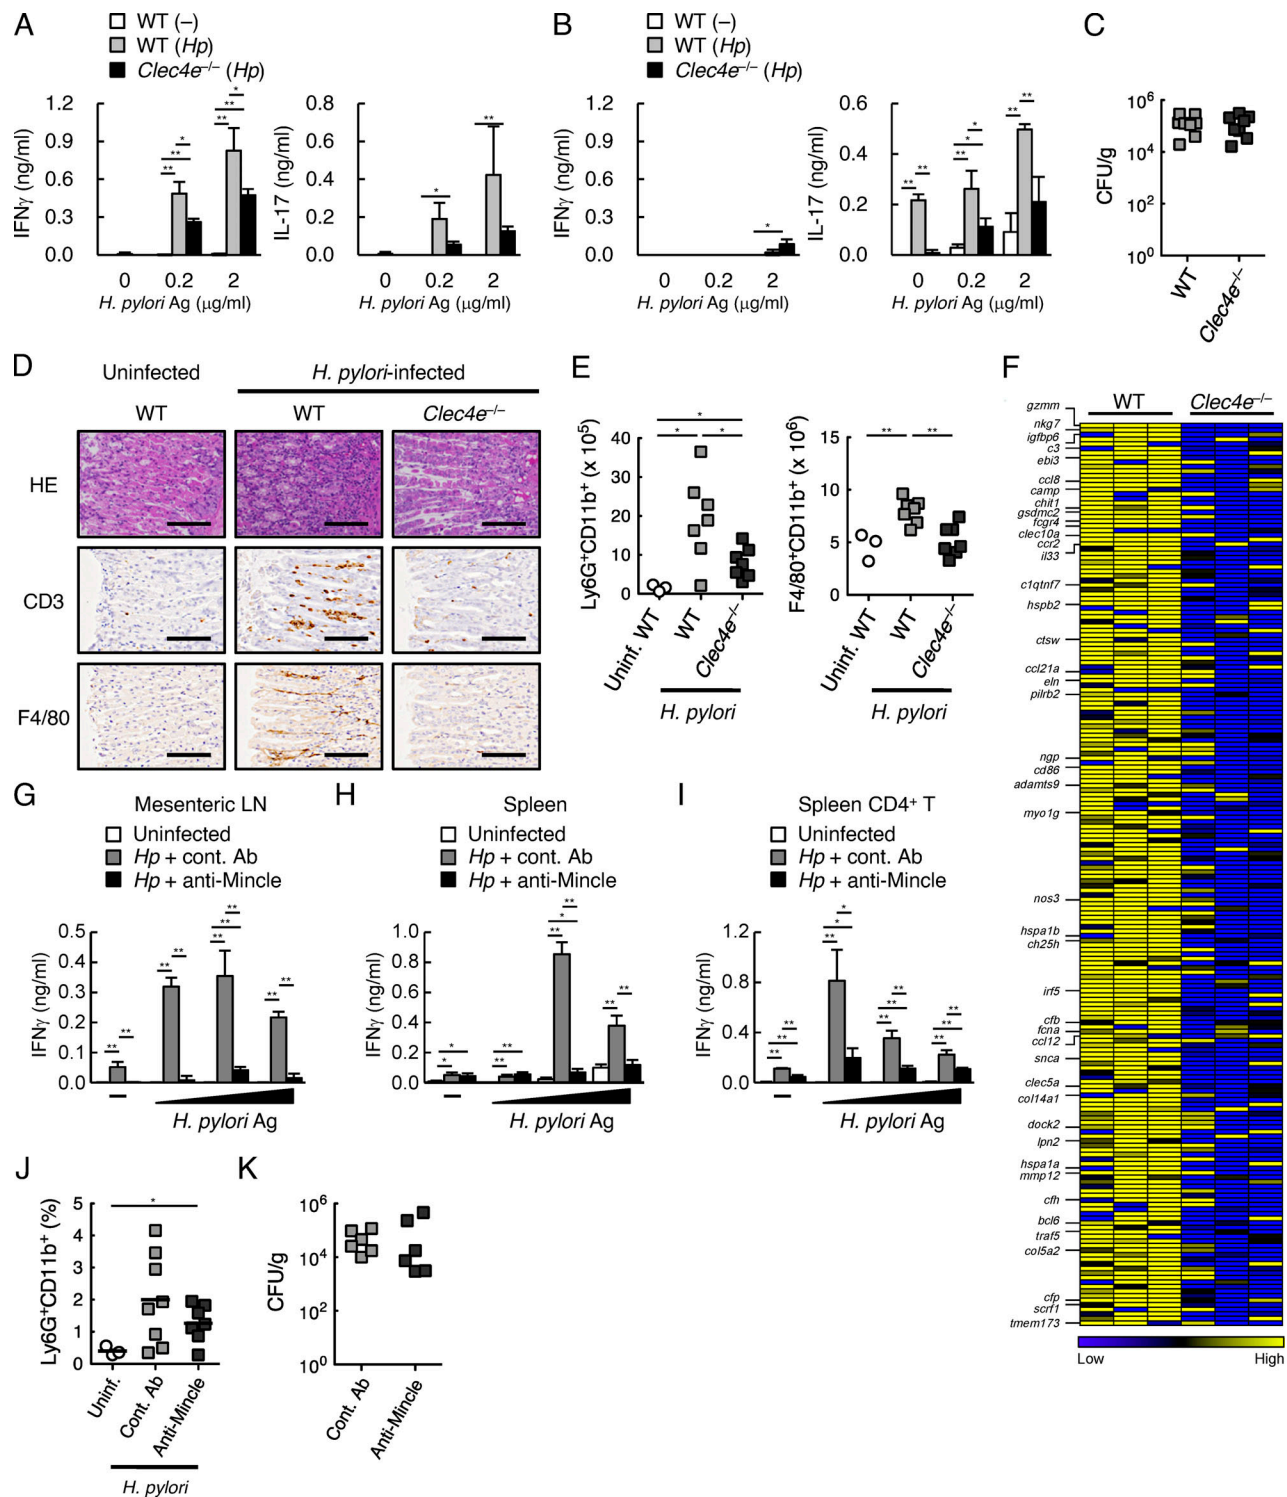 A
WT (–)
WT (Hp)
Clec4e–/– (Hp)
IFNγ (ng/ml)
1.2
0.9
0.6
0.3
0.0
** ** * ** ** *
0 0.2 2
H. pylori Ag (μg/ml)
IL-17 (ng/ml)
0.8
0.6
0.4
0.2
0.0
* **
0 0.2 2
H. pylori Ag (μg/ml)
B
WT (–)
WT (Hp)
Clec4e–/– (Hp)
IFNγ (ng/ml)
1.2
0.9
0.6
0.3
0.0
*
0 0.2 2
H. pylori Ag (μg/ml)
IL-17 (ng/ml)
0.6
0.4
0.2
0.0
** ** ** * * ** **
0 0.2 2
H. pylori Ag (μg/ml)
C
CFU/g
10⁶
10⁴
10²
10⁰
WT
Clec4e–/–
D
Uninfected
H. pylori-infected
WT WT Clec4e–/–
HE
CD3
F4/80
E
Ly6G+CD11b+ (x 10⁵)
40
30
20
10
0
*
* *
Uninf. WT
WT
Clec4e–/–
H. pylori
F4/80+CD11b+ (x 10⁶)
15
10
5
0
** **
Uninf. WT
WT
Clec4e–/–
H. pylori
F
WT Clec4e–/–
gzmm
nkg7
igfbp6
c3
ebi3
ccl8
camp
chit1
gsdmc2
fcgr4
clec10a
ccr2
il33
c1qtnf7
hspb2
ctsw
ccl21a
eln
pilrb2
ngp
cd86
adamts9
myo1g
nos3
hspa1b
ch25h
irf5
cfb
fcna
ccl12
snca
clec5a
col14a1
dock2
lpn2
hspa1a
mmp12
cfh
bcl6
traf5
col5a2
cfp
scrf1
tmem173
Low High
G
Mesenteric LN
Uninfected
Hp + cont. Ab
Hp + anti-Mincle
IFNγ (ng/ml)
0.5
0.4
0.3
0.2
0.1
0.0
** ** ** ** ** ** ** ** **
–
H. pylori Ag
H
Spleen
Uninfected
Hp + cont. Ab
Hp + anti-Mincle
IFNγ (ng/ml)
1.0
0.8
0.6
0.4
0.2
0.0
* * ** ** ** * ** ** **
–
H. pylori Ag
I
Spleen CD4+ T
Uninfected
Hp + cont. Ab
Hp + anti-Mincle
IFNγ (ng/ml)
1.2
0.8
0.4
0.0
** ** ** ** * * ** ** ** ** ** **
–
H. pylori Ag
J
Ly6G+CD11b+ (%)
5
4
3
2
1
0
*
Uninf.
Cont. Ab
Anti-Mincle
H. pylori
K
CFU/g
10⁶
10⁴
10²
10⁰
Cont. Ab
Anti-Mincle